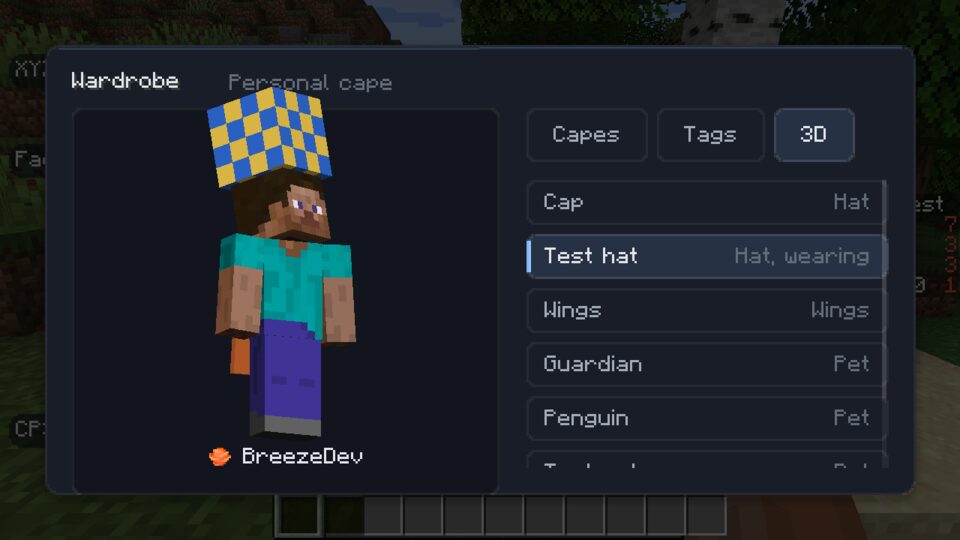 Wardrobe Personal cape
Capes Tags 3D
Cap Hat
Test hat Hat, wearing
Wings Wings
Guardian Pet
Penguin Pet
BreezeDev